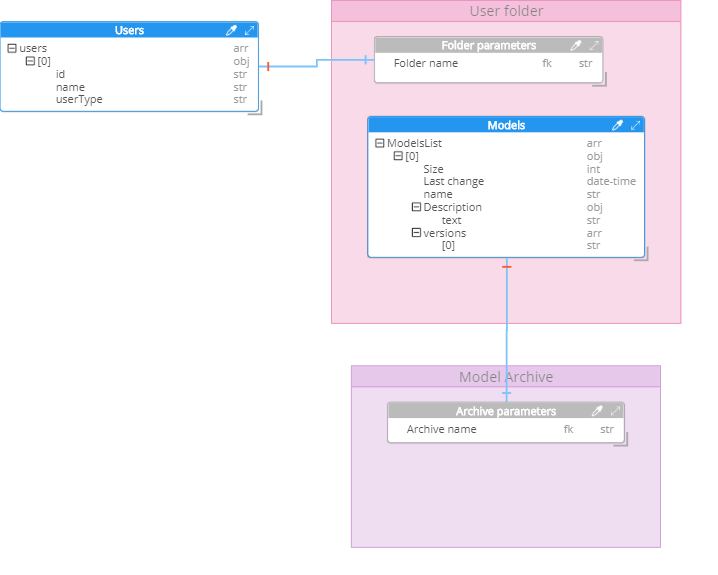 User folder
Users
users arr
[0] obj
id str
name str
userType str
Folder parameters
Folder name fk str
Models
ModelsList arr
[0] obj
Size int
Last change date-time
name str
Description obj
text str
versions arr
[0] str
Model Archive
Archive parameters
Archive name fk str